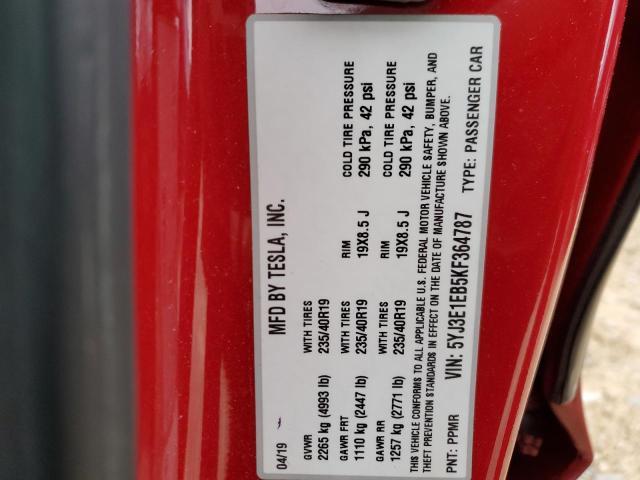 04/19 MFD BY TESLA, INC.
GVWR WITH TIRES
2265 kg (4993 lb) 235/40R19
GAWR FRT WITH TIRES RIM COLD TIRE PRESSURE
1110 kg (2447 lb) 235/40R19 19X8.5 J 290 kPa, 42 psi
GAWR RR WITH TIRES RIM COLD TIRE PRESSURE
1257 kg (2771 lb) 235/40R19 19X8.5 J 290 kPa, 42 psi
THIS VEHICLE CONFORMS TO ALL APPLICABLE U.S. FEDERAL MOTOR VEHICLE SAFETY, BUMPER, AND
THEFT PREVENTION STANDARDS IN EFFECT ON THE DATE OF MANUFACTURE SHOWN ABOVE.
PNT: PPMR VIN: 5YJ3E1EB5KF364787 TYPE: PASSENGER CAR